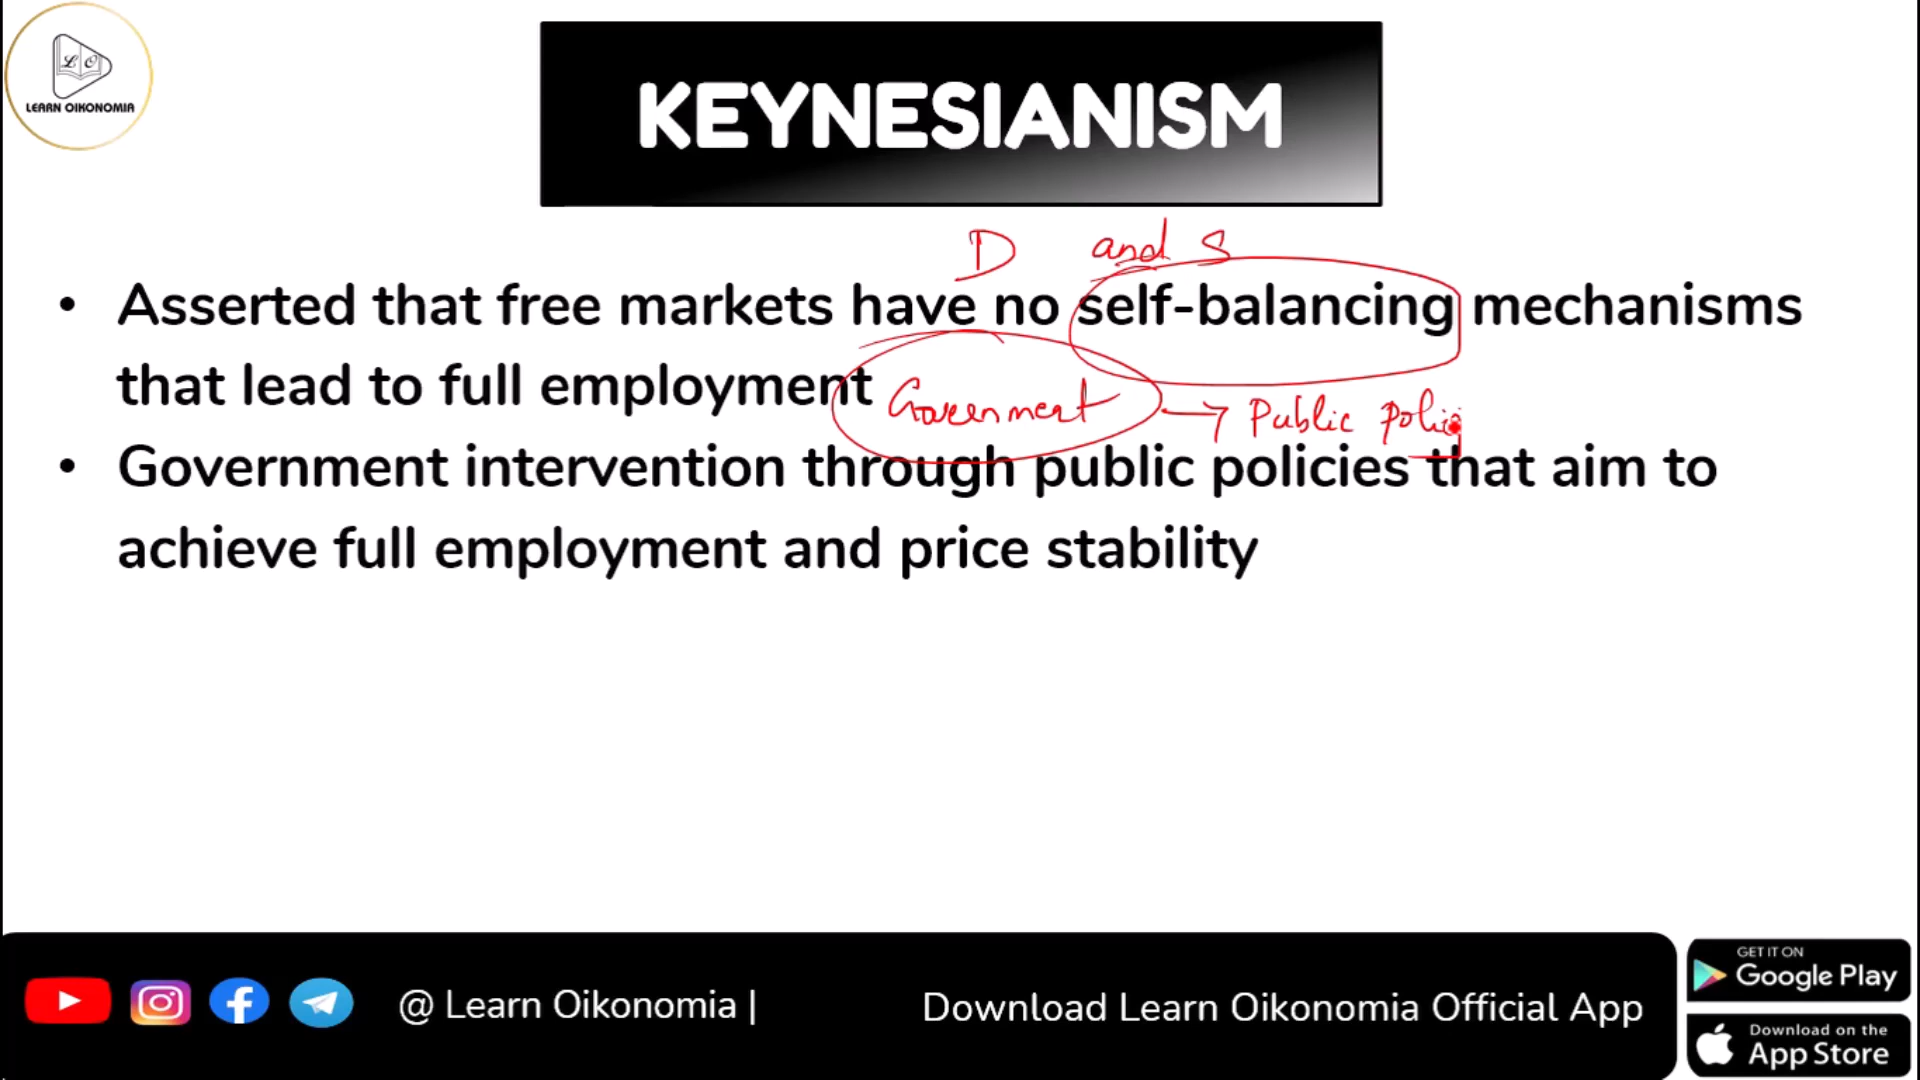 LO
LEARN OIKONOMIA
KEYNESIANISM
D and S
• Asserted that free markets have no self-balancing mechanisms
that lead to full employment
Government → Public
• Government intervention through public policies that aim to
achieve full employment and price stability
@ Learn Oikonomia |
Download Learn Oikonomia Official App
GET IT ON
Google Play
Download on the
App Store